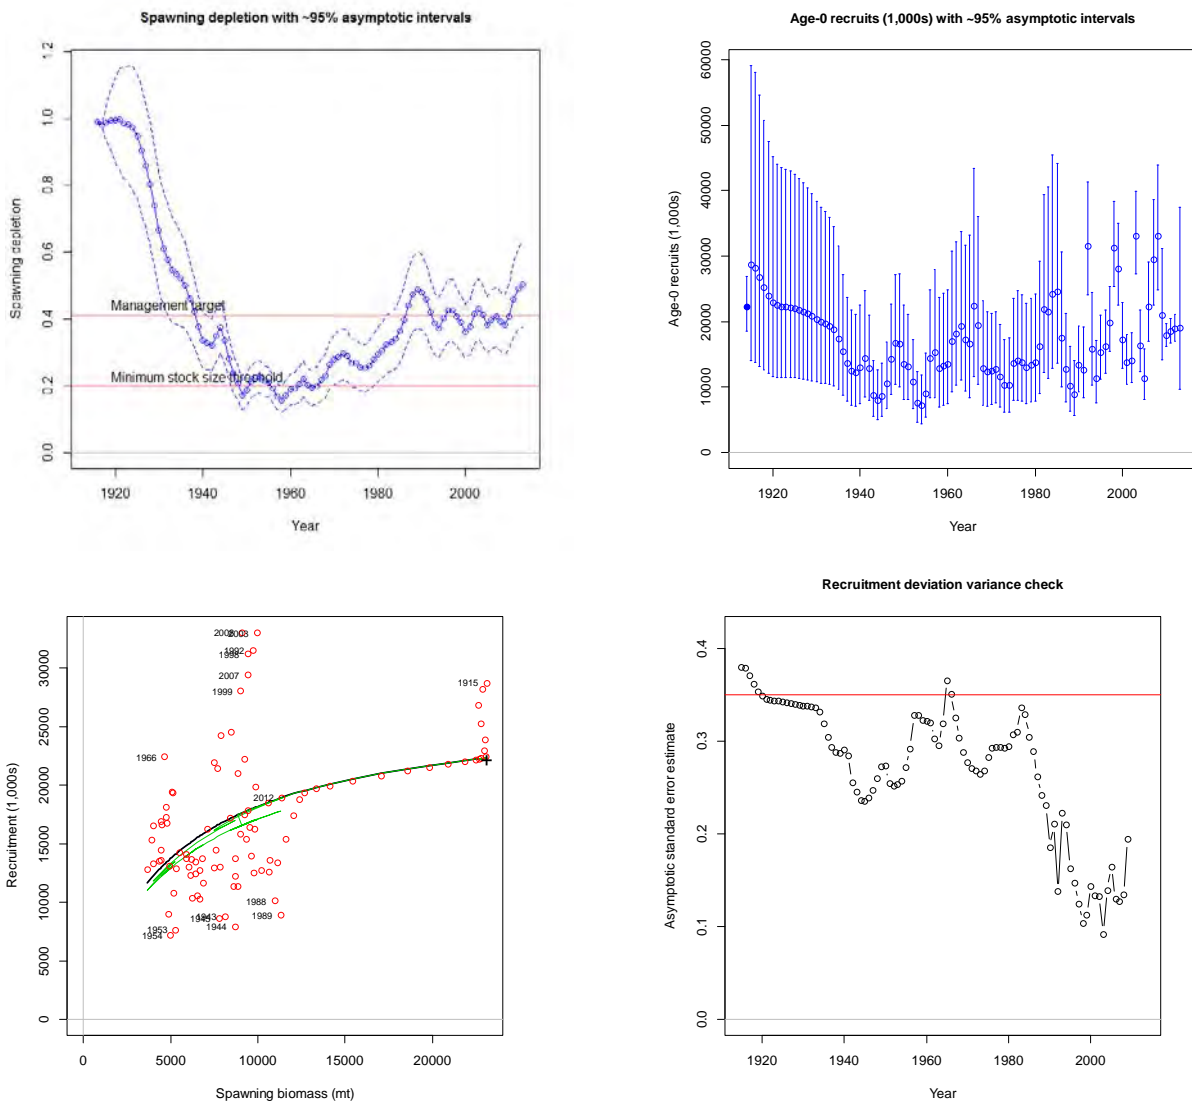 Spawning depletion with ~95% asymptotic intervals
1.2
1.0
0.8
0.6
0.4
0.2
0.0
Spawning depletion
Management target
Minimum stock size threshold
1920 1940 1960 1980 2000
Year
Age-0 recruits (1,000s) with ~95% asymptotic intervals
60000
50000
40000
30000
20000
10000
0
Age-0 recruits (1,000s)
1920 1940 1960 1980 2000
Year
30000
25000
20000
15000
10000
5000
0
Recruitment (1,000s)
2008 2003
1992
1998
2007
1999
1915
1966
2012
1988
1989
1945 1943
1944
1953
1954
0 5000 10000 15000 20000
Spawning biomass (mt)
Recruitment deviation variance check
0.4
0.3
0.2
0.1
0.0
Asymptotic standard error estimate
1920 1940 1960 1980 2000
Year